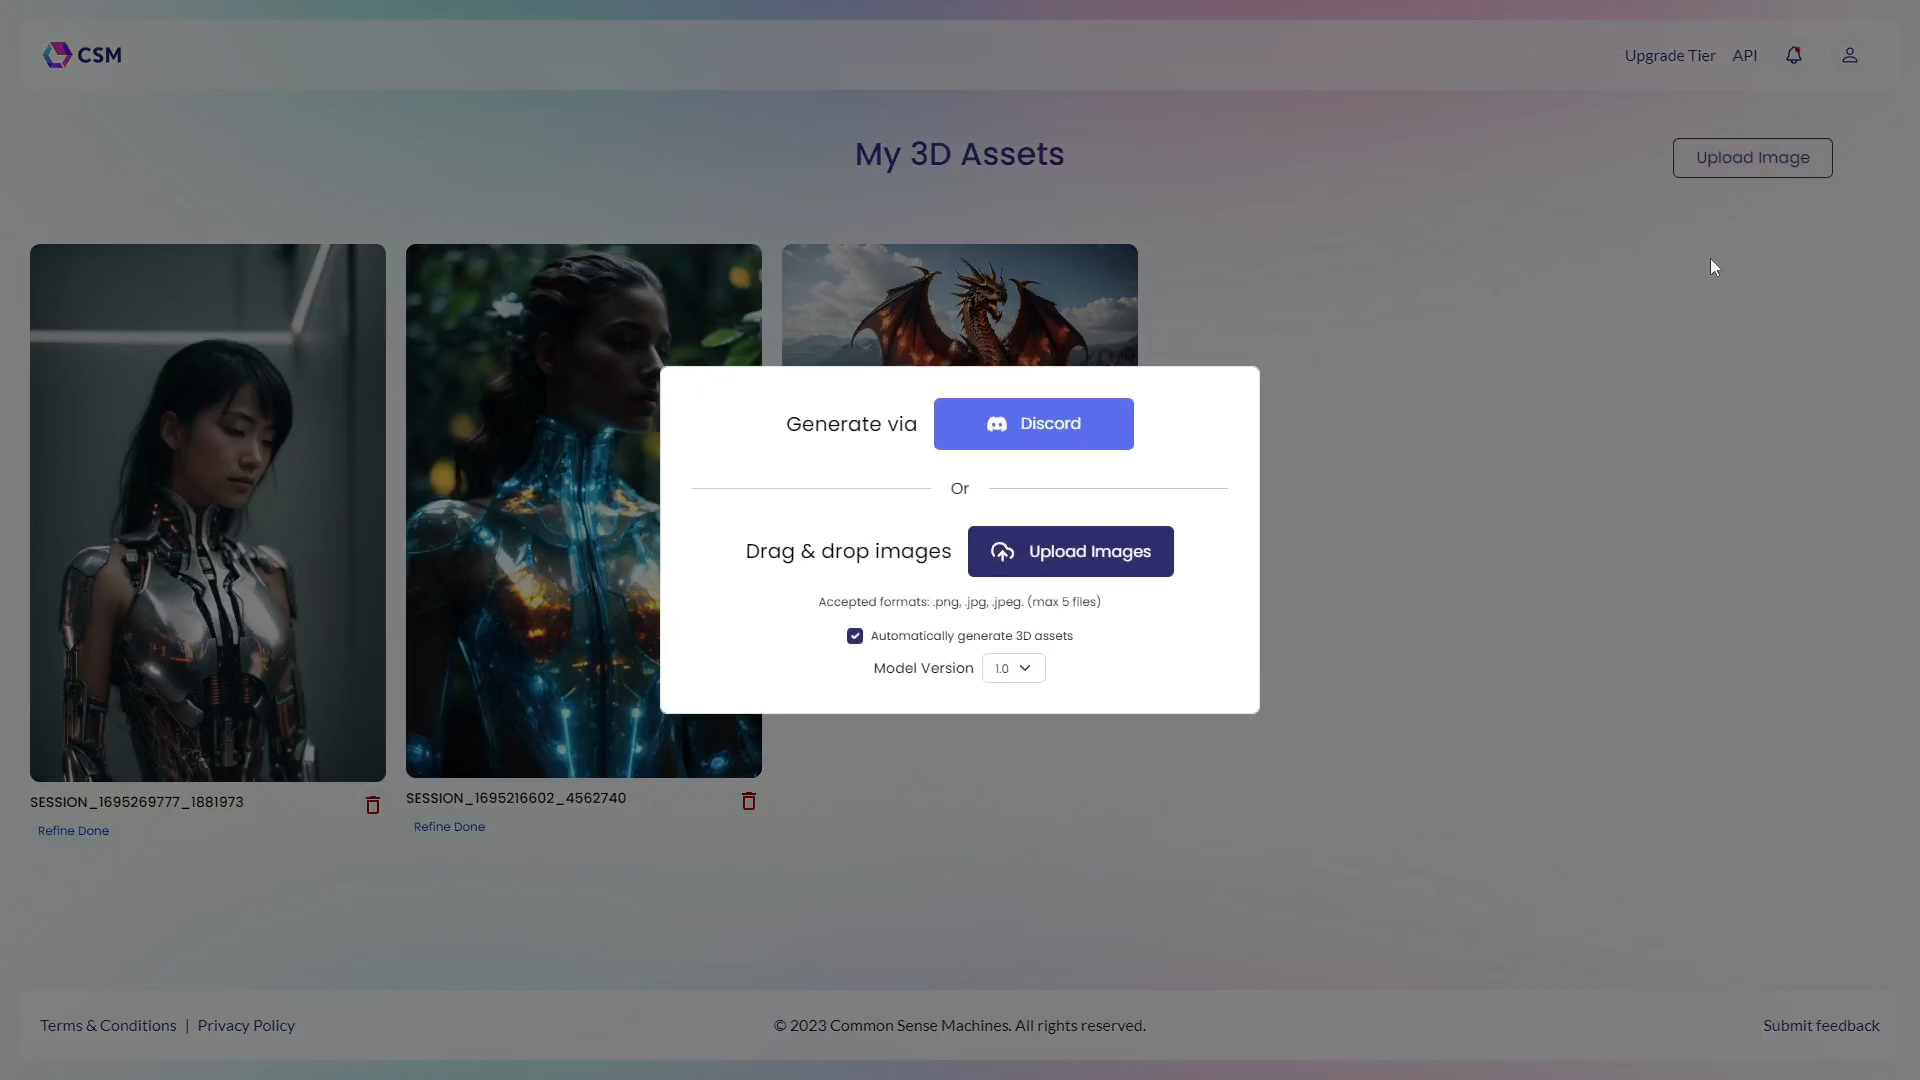 CSM
Upgrade Tier API
My 3D Assets
Upload Image
Generate via Discord
Or
Drag & drop images Upload Images
Accepted formats: .png, .jpg, .jpeg. (max 5 files)
Automatically generate 3D assets
Model Version 1.0
SESSION_1695269777_1881973
Refine Done
SESSION_1695216602_4562740
Refine Done
Terms & Conditions | Privacy Policy
© 2023 Common Sense Machines. All rights reserved.
Submit feedback